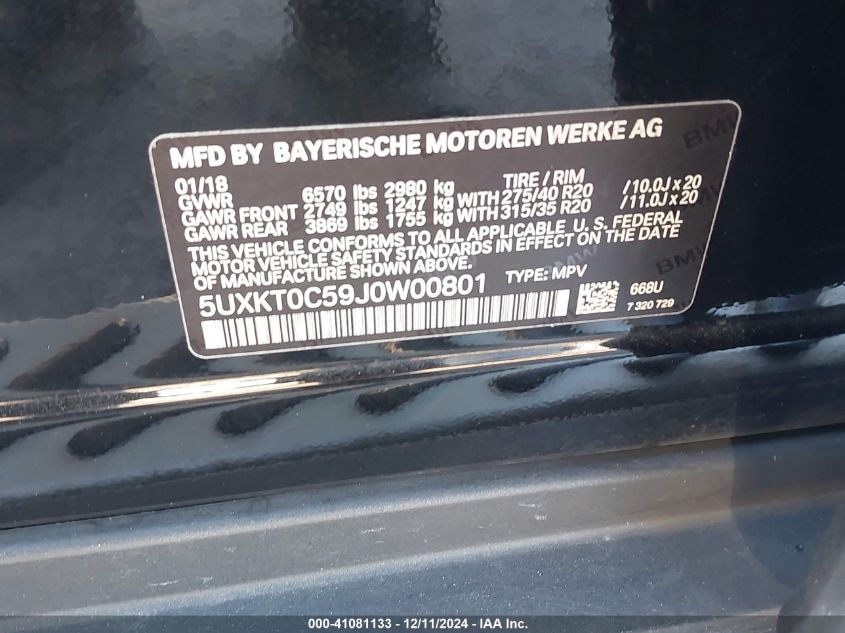 MFD BY BAYERISCHE MOTOREN WERKE AG
01/18 TIRE / RIM
GVWR 6570 lbs 2980 kg
GAWR FRONT 2749 lbs 1247 kg WITH 275/40 R20 /10.0J x 20
GAWR REAR 3869 lbs 1755 kg WITH 315/35 R20 /11.0J x 20
THIS VEHICLE CONFORMS TO ALL APPLICABLE U. S. FEDERAL
MOTOR VEHICLE SAFETY STANDARDS IN EFFECT ON THE DATE
OF MANUFACTURE SHOWN ABOVE.
5UXKT0C59J0W00801 TYPE: MPV 668U
7 320 729
BMW
BMW
000-41081133 - 12/11/2024 - IAA Inc.